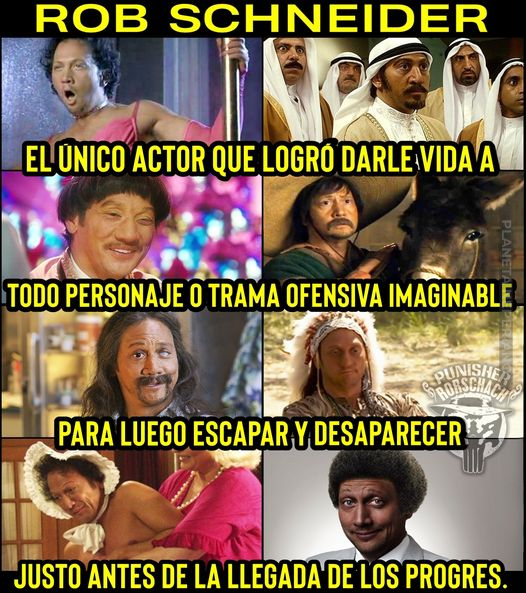 ROB SCHNEIDER
EL ÚNICO ACTOR QUE LOGRÓ DARLE VIDA A
TODO PERSONAJE O TRAMA OFENSIVA IMAGINABLE
PARA LUEGO ESCAPAR Y DESAPARECER
PUNISHER
RORSCHACH
JUSTO ANTES DE LA LLEGADA DE LOS PROGRES.